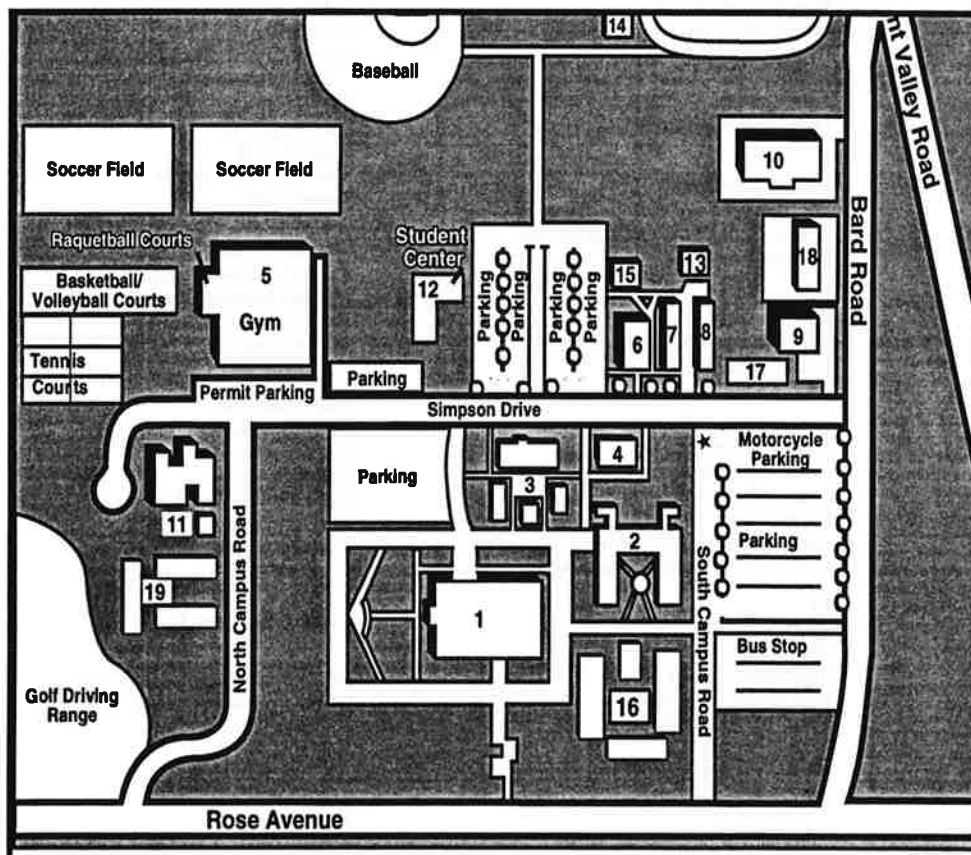 14
Baseball
nt Valley Road
10
Soccer Field
Soccer Field
Bard Road
Raquetball Courts
Student
Center
5
Gym
Basketball/
Volleyball Courts
12
Parking
Parking
Parking
Parking
15
13
18
6
7
8
9
Tennis
Courts
Permit Parking
Parking
17
Simpson Drive
Parking
3
4
Motorcycle
Parking
11
2
Parking
19
1
North Campus Road
South Campus Road
Bus Stop
Golf Driving
Range
16
Rose Avenue